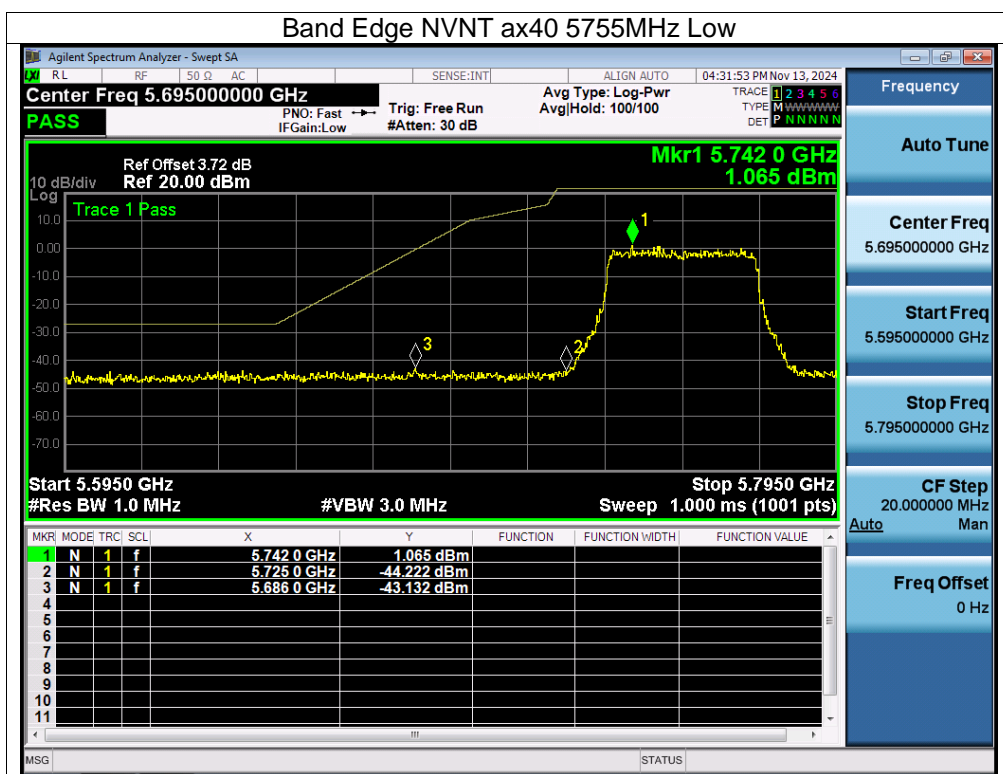 Band Edge NVNT ax40 5755MHz Low
Agilent Spectrum Analyzer - Swept SA
LXI RL RF 50 Ω AC SENSE:INT ALIGN AUTO 04:31:53 PM Nov 13, 2024
Center Freq 5.695000000 GHz
PASS
PNO: Fast
IFGain:Low
Trig: Free Run
#Atten: 30 dB
Avg Type: Log-Pwr
Avg|Hold: 100/100
TRACE 1 2 3 4 5 6
TYPE M WWWWW
DET P N N N N N
Ref Offset 3.72 dB
10 dB/div Ref 20.00 dBm
Log
Mkr1 5.742 0 GHz
1.065 dBm
Trace 1 Pass
10.0
0.00
-10.0
-20.0
-30.0
-40.0
-50.0
-60.0
-70.0
1
2
3
Start 5.5950 GHz Stop 5.7950 GHz
#Res BW 1.0 MHz #VBW 3.0 MHz Sweep 1.000 ms (1001 pts)
MKR MODE TRC SCL X Y FUNCTION FUNCTION WIDTH FUNCTION VALUE
1 N 1 f 5.742 0 GHz 1.065 dBm
2 N 1 f 5.725 0 GHz -44.222 dBm
3 N 1 f 5.686 0 GHz -43.132 dBm
4
5
6
7
8
9
10
11
MSG STATUS
Frequency
Auto Tune
Center Freq
5.695000000 GHz
Start Freq
5.595000000 GHz
Stop Freq
5.795000000 GHz
CF Step
20.000000 MHz
Auto Man
Freq Offset
0 Hz